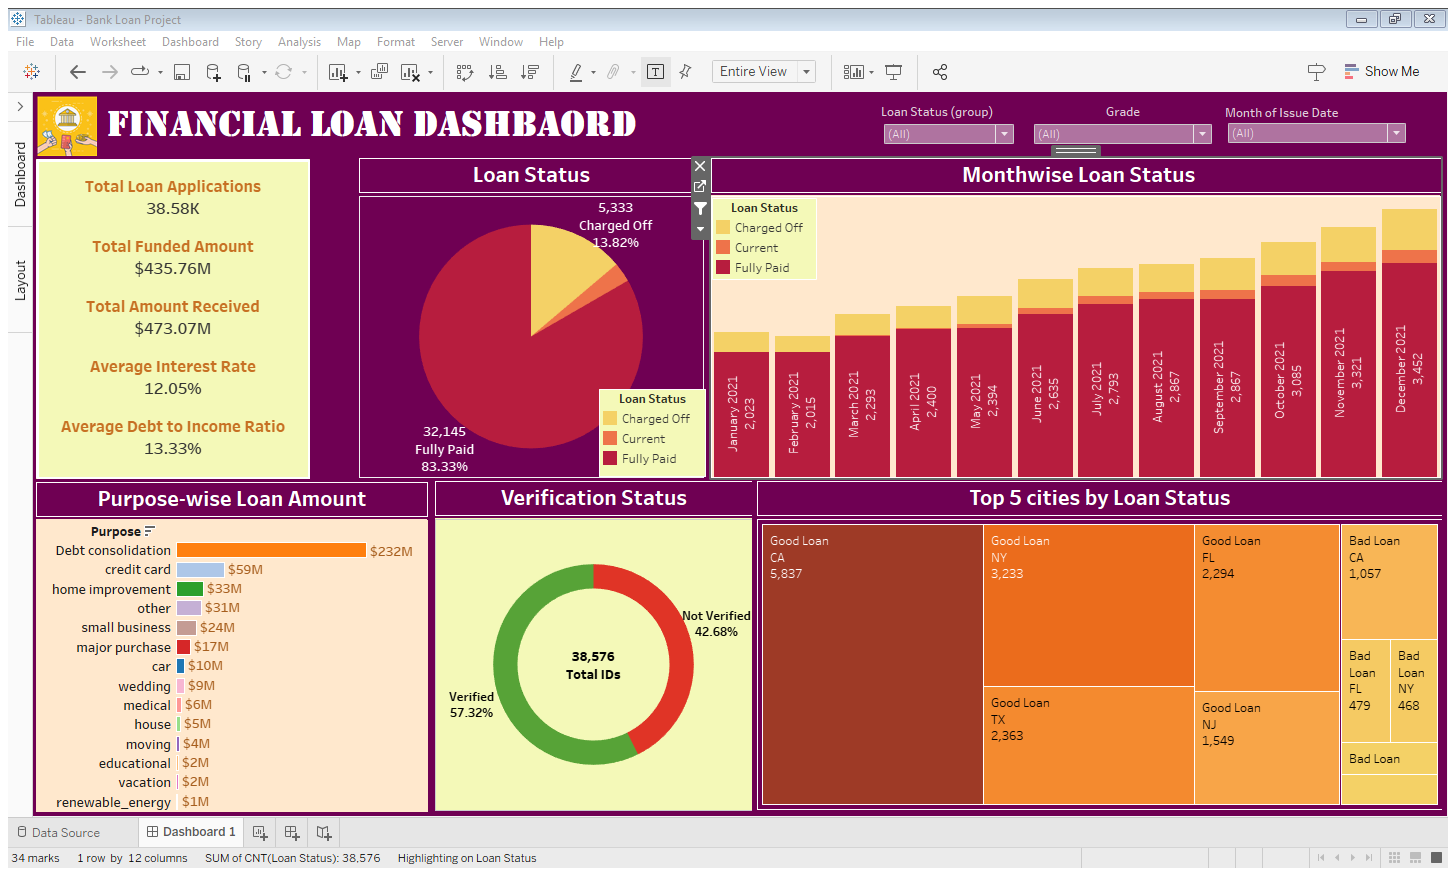 Tableau - Bank Loan Project
File Data Worksheet Dashboard Story Analysis Map Format Server Window Help
Entire View
Show Me
Dashboard
Layout
FINANCIAL LOAN DASHBAORD
Loan Status (group)
(All)
Grade
(All)
Month of Issue Date
(All)
Total Loan Applications
38.58K
Total Funded Amount
$435.76M
Total Amount Received
$473.07M
Average Interest Rate
12.05%
Average Debt to Income Ratio
13.33%
Loan Status
5,333
Charged Off
13.82%
32,145
Fully Paid
83.33%
Loan Status
Charged Off
Current
Fully Paid
Monthwise Loan Status
Loan Status
Charged Off
Current
Fully Paid
January 2021
2,023
February 2021
2,015
March 2021
2,293
April 2021
2,400
May 2021
2,394
June 2021
2,635
July 2021
2,793
August 2021
2,867
September 2021
2,867
October 2021
3,085
November 2021
3,321
December 2021
3,452
Purpose-wise Loan Amount
Purpose
Debt consolidation $232M
credit card $59M
home improvement $33M
other $31M
small business $24M
major purchase $17M
car $10M
wedding $9M
medical $6M
house $5M
moving $4M
educational $2M
vacation $2M
renewable_energy $1M
Verification Status
Not Verified
42.68%
38,576
Total IDs
Verified
57.32%
Top 5 cities by Loan Status
Good Loan
CA
5,837
Good Loan
NY
3,233
Good Loan
TX
2,363
Good Loan
FL
2,294
Good Loan
NJ
1,549
Bad Loan
CA
1,057
Bad
Loan
FL
479
Bad
Loan
NY
468
Bad Loan
Data Source
Dashboard 1
34 marks 1 row by 12 columns SUM of CNT(Loan Status): 38,576 Highlighting on Loan Status